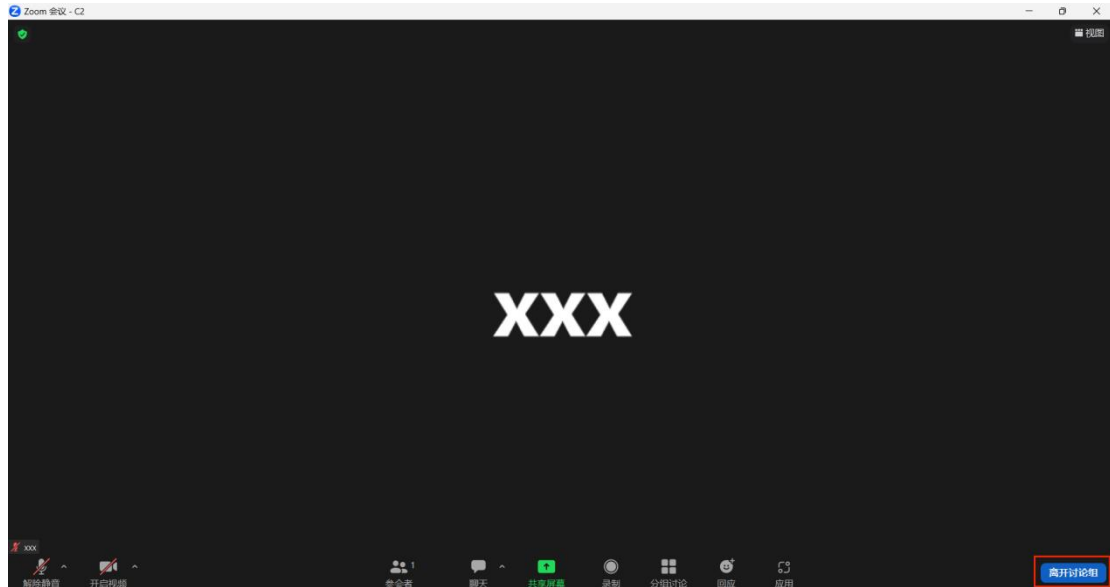 Zoom 会议 - C2
视图
xxx
xxx
解除静音
开启视频
参会者
1
聊天
共享屏幕
录制
分组讨论
回应
应用
离开讨论组